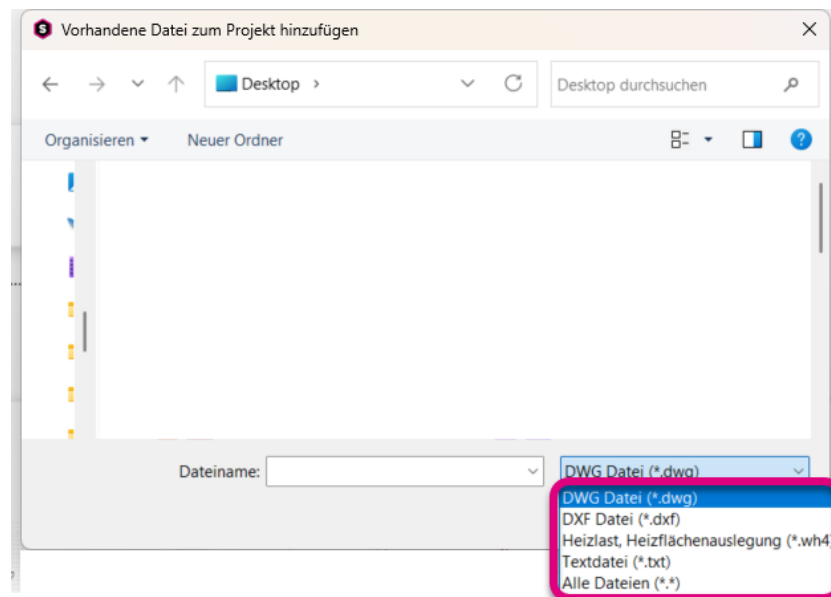 Vorhandene Datei zum Projekt hinzufügen
Desktop
Desktop durchsuchen
Organisieren
Neuer Ordner
...
Dateiname:
DWG Datei (*.dwg)
DWG Datei (*.dwg)
DXF Datei (*.dxf)
Heizlast, Heizflächenauslegung (*.wh4)
Textdatei (*.txt)
Alle Dateien (*.*)